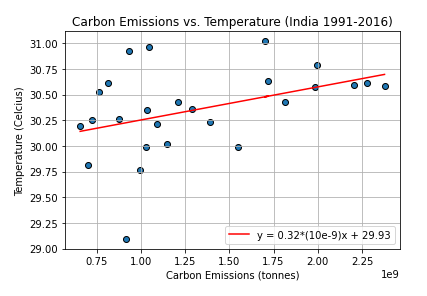 Carbon Emissions vs. Temperature (India 1991-2016)
Temperature (Celcius)
31.00
30.75
30.50
30.25
30.00
29.75
29.50
29.25
29.00
y = 0.32*(10e-9)x + 29.93
0.75 1.00 1.25 1.50 1.75 2.00 2.25
1e9
Carbon Emissions (tonnes)